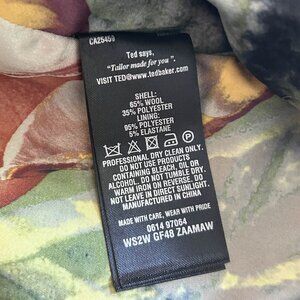 CA25459
Ted says,
"Tailor made for you".
VISIT TED@WWW.tedbaker.com
SHELL:
65% WOOL
35% POLYESTER
LINING:
95% POLYESTER
5% ELASTANE
PROFESSIONAL DRY CLEAN ONLY.
DO NOT USE PRODUCTS
CONTAINING BLEACH, OIL OR
ALCOHOL. DO NOT TUMBLE DRY.
WARM IRON ON REVERSE. DO
NOT LEAVE IN DIRECT SUNLIGHT.
MANUFACTURED IN
CHINA
MADE WITH CARE, WEAR WITH PRIDE
0614 97064
WS2W GF48 ZAAMAW